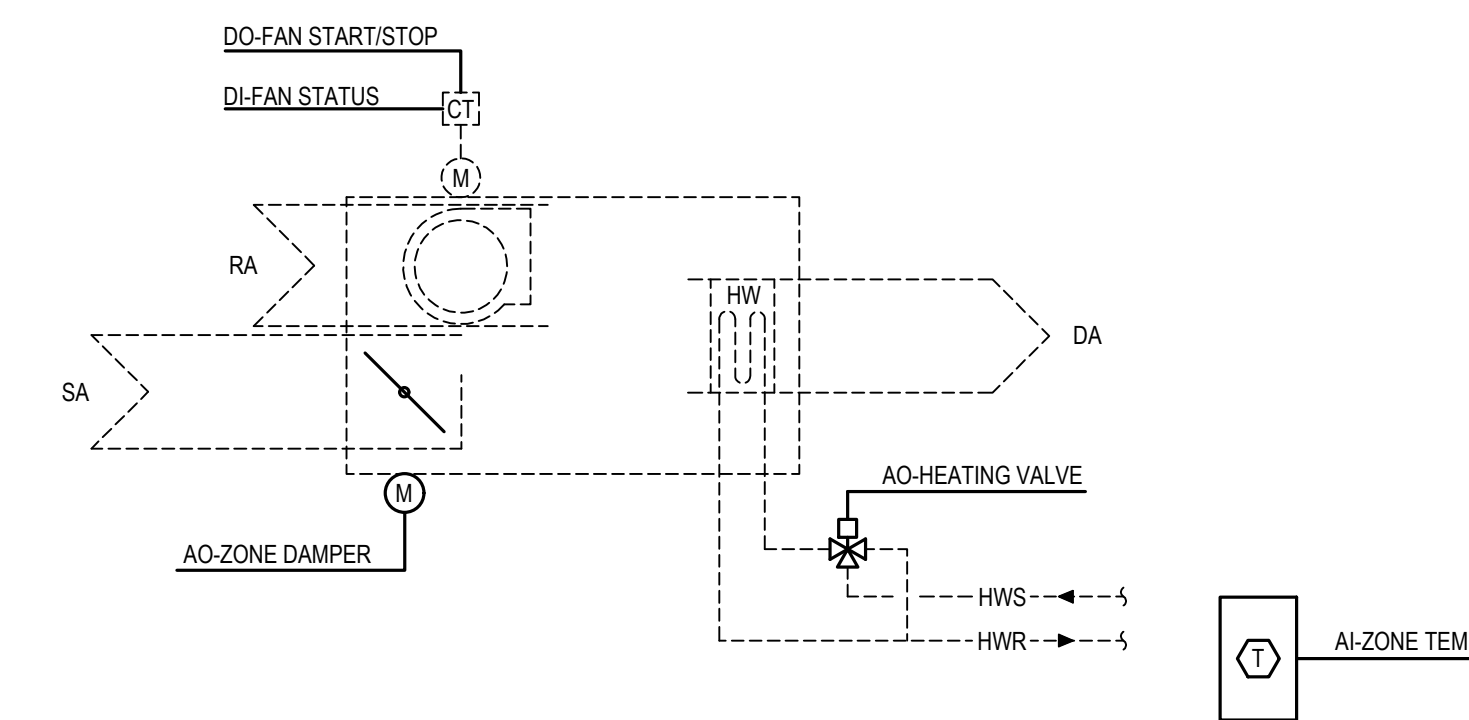 DO-FAN START/STOP
DI-FAN STATUS
CT
M
RA
HW
DA
SA
M
AO-HEATING VALVE
AO-ZONE DAMPER
HWS
HWR
T
AI-ZONE TEM